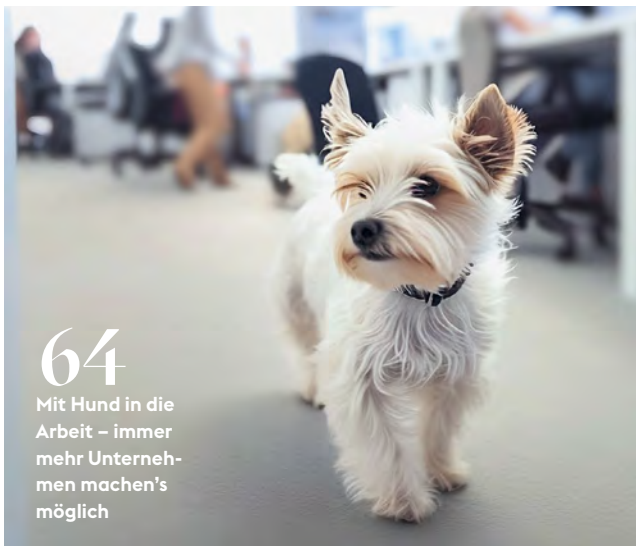 64
Mit Hund in die
Arbeit – immer
mehr Unterneh-
men machen's
möglich